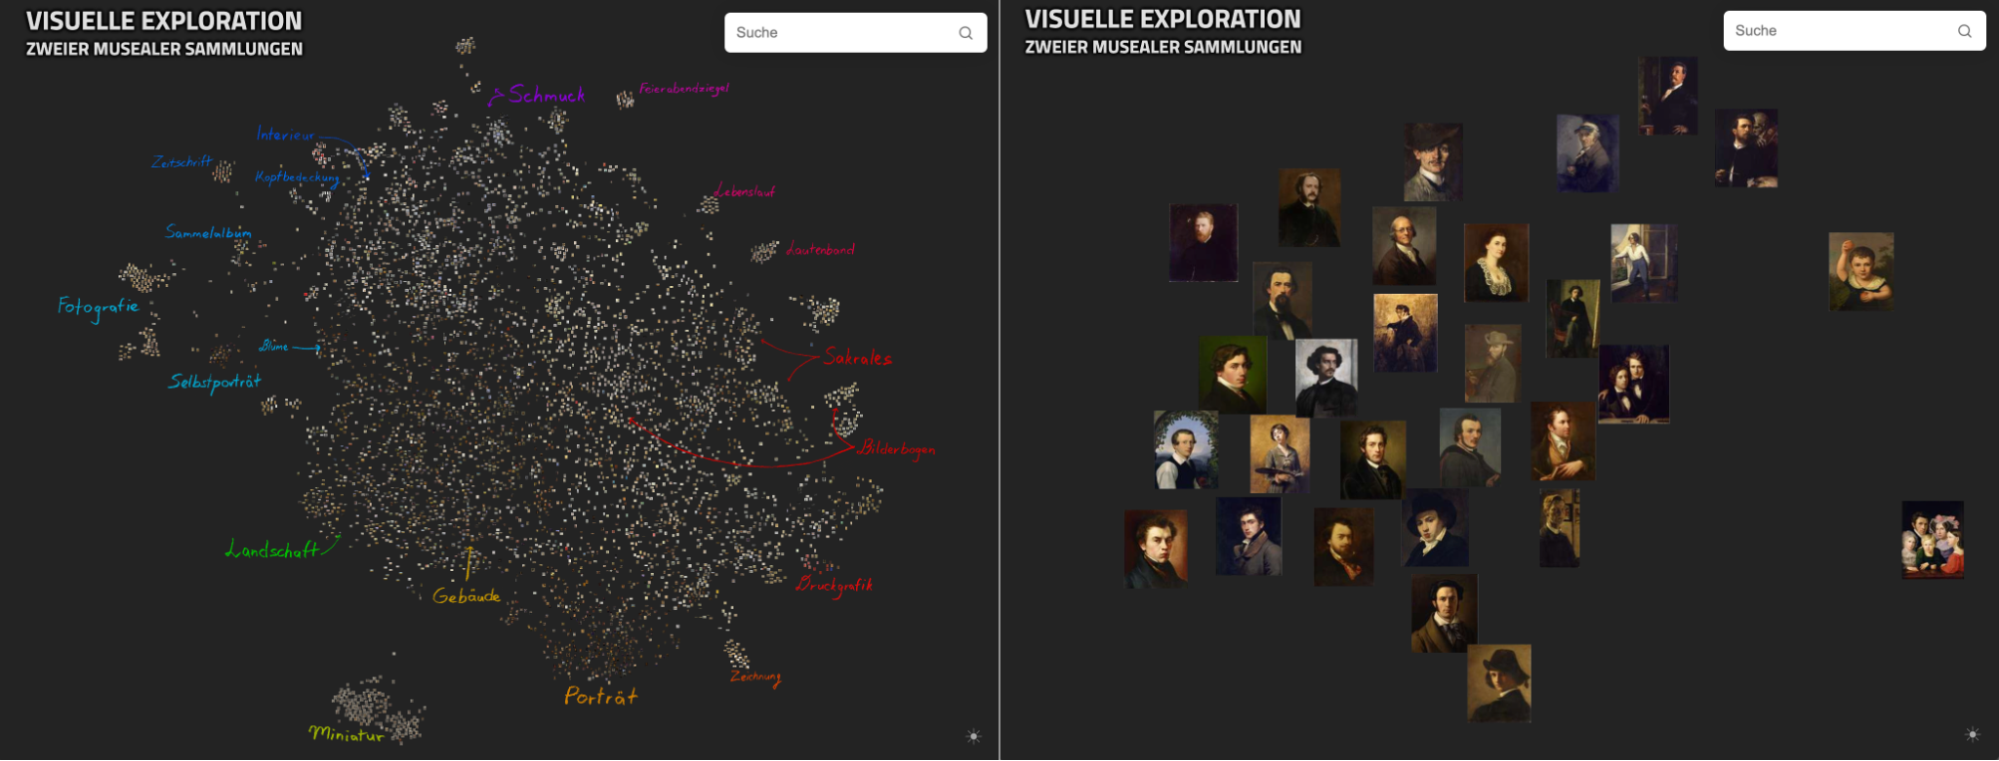 VISUELLE EXPLORATION
ZWEIER MUSEALER SAMMLUNGEN
Suche
Schmuck
Feierabendziegel
Interieur
Zeitschrift
Kopfbedeckung
Lebenslauf
Sammelalbum
Lautenband
Fotografie
Blume
Sakrales
Selbstporträt
Bilderbogen
Landschaft
Druckgrafik
Gebäude
Zeichnung
Porträt
Miniatur
VISUELLE EXPLORATION
ZWEIER MUSEALER SAMMLUNGEN
Suche